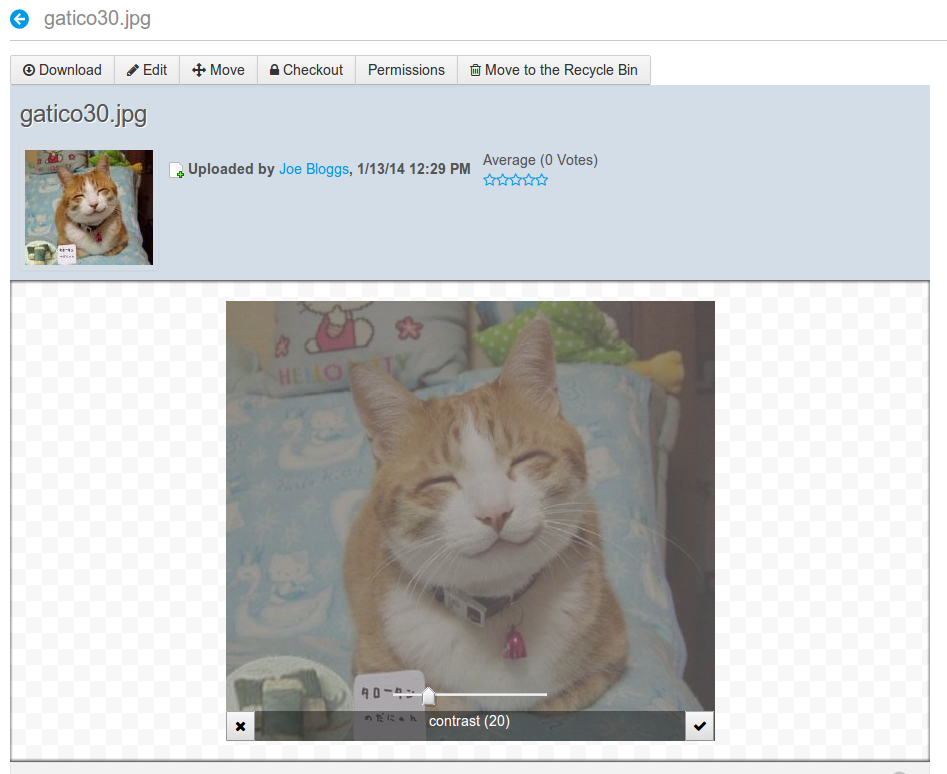 gatico30.jpg
Download Edit Move Checkout Permissions Move to the Recycle Bin
gatico30.jpg
Uploaded by Joe Bloggs, 1/13/14 12:29 PM
Average (0 Votes)
HELLO KITTY
タロータン
のだにゃん
contrast (20)